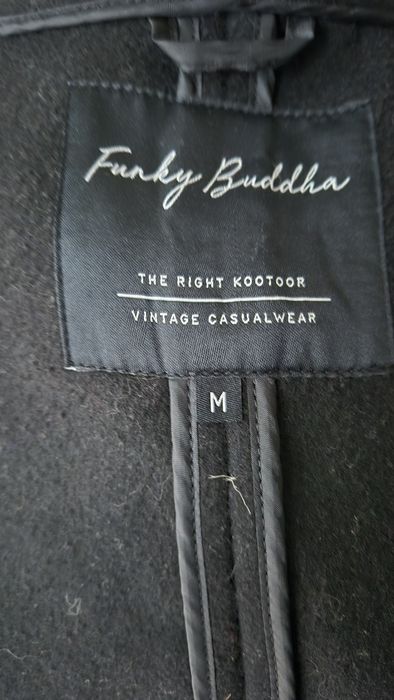 Funky Buddha
THE RIGHT KOOTOOR
VINTAGE CASUALWEAR
M